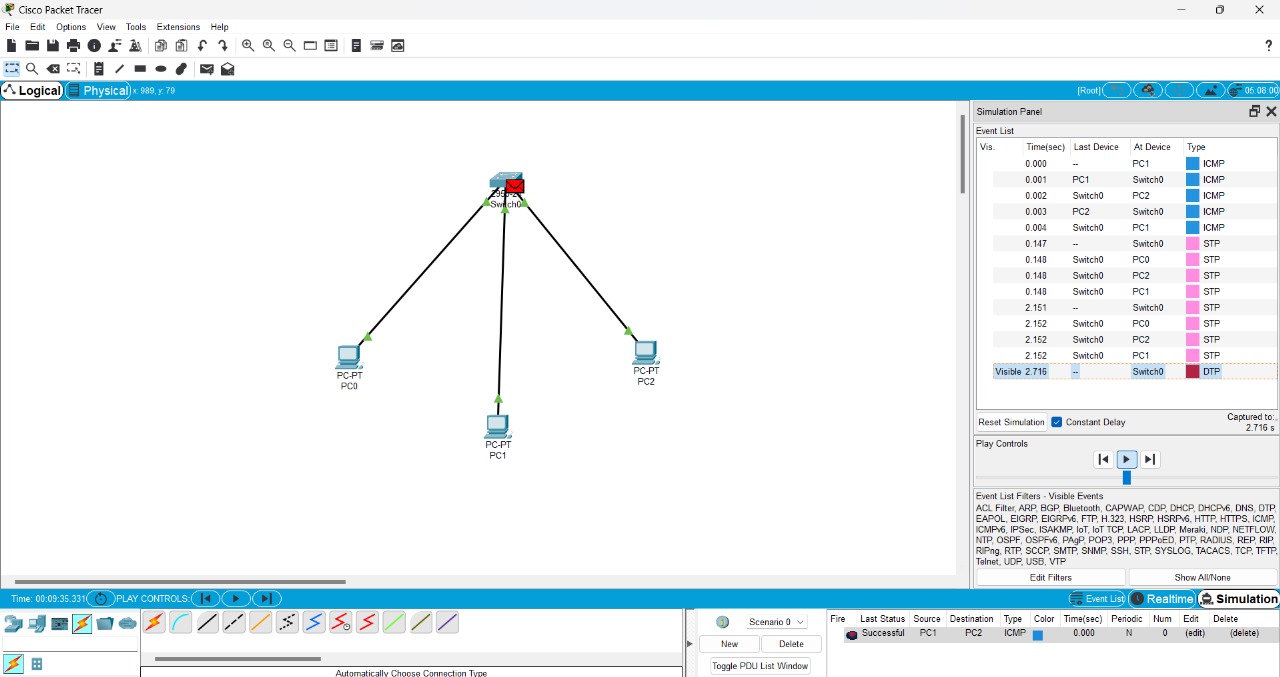 Cisco Packet Tracer
File Edit Options View Tools Extensions Help
?
Logical Physical x: 989, y: 79 [Root] 05:08:00
Simulation Panel
Event List
Vis. Time(sec) Last Device At Device Type
0.000 -- PC1 ICMP
0.001 PC1 Switch0 ICMP
0.002 Switch0 PC2 ICMP
0.003 PC2 Switch0 ICMP
0.004 Switch0 PC1 ICMP
0.147 -- Switch0 STP
0.148 Switch0 PC0 STP
0.148 Switch0 PC2 STP
0.148 Switch0 PC1 STP
2.151 -- Switch0 STP
2.152 Switch0 PC0 STP
2.152 Switch0 PC2 STP
2.152 Switch0 PC1 STP
Visible 2.716 -- Switch0 DTP
Switch0
PC-PT
PC0
PC-PT
PC2
PC-PT
PC1
Reset Simulation Constant Delay
Captured to:
2.716 s
Play Controls
Event List Filters - Visible Events
ACL Filter, ARP, BGP, Bluetooth, CAPWAP, CDP, DHCP, DHCPv6, DNS, DTP,
EAPOL, EIGRP, EIGRPv6, FTP, H.323, HSRP, HSRPv6, HTTP, HTTPS, ICMP,
ICMPv6, IPSec, ISAKMP, IoT, IoT TCP, LACP, LLDP, Meraki, NDP, NETFLOW,
NTP, OSPF, OSPFv6, PAgP, POP3, PPP, PPPoED, PTP, RADIUS, REP, RIP,
RIPng, RTP, SCCP, SMTP, SNMP, SSH, STP, SYSLOG, TACACS, TCP, TFTP,
Telnet, UDP, USB, VTP
Edit Filters Show All/None
Time: 00:09:35.331 PLAY CONTROLS: Event List Realtime Simulation
Scenario 0
New Delete
Toggle PDU List Window
Fire Last Status Source Destination Type Color Time(sec) Periodic Num Edit Delete
Successful PC1 PC2 ICMP 0.000 N 0 (edit) (delete)
Automatically Choose Connection Type